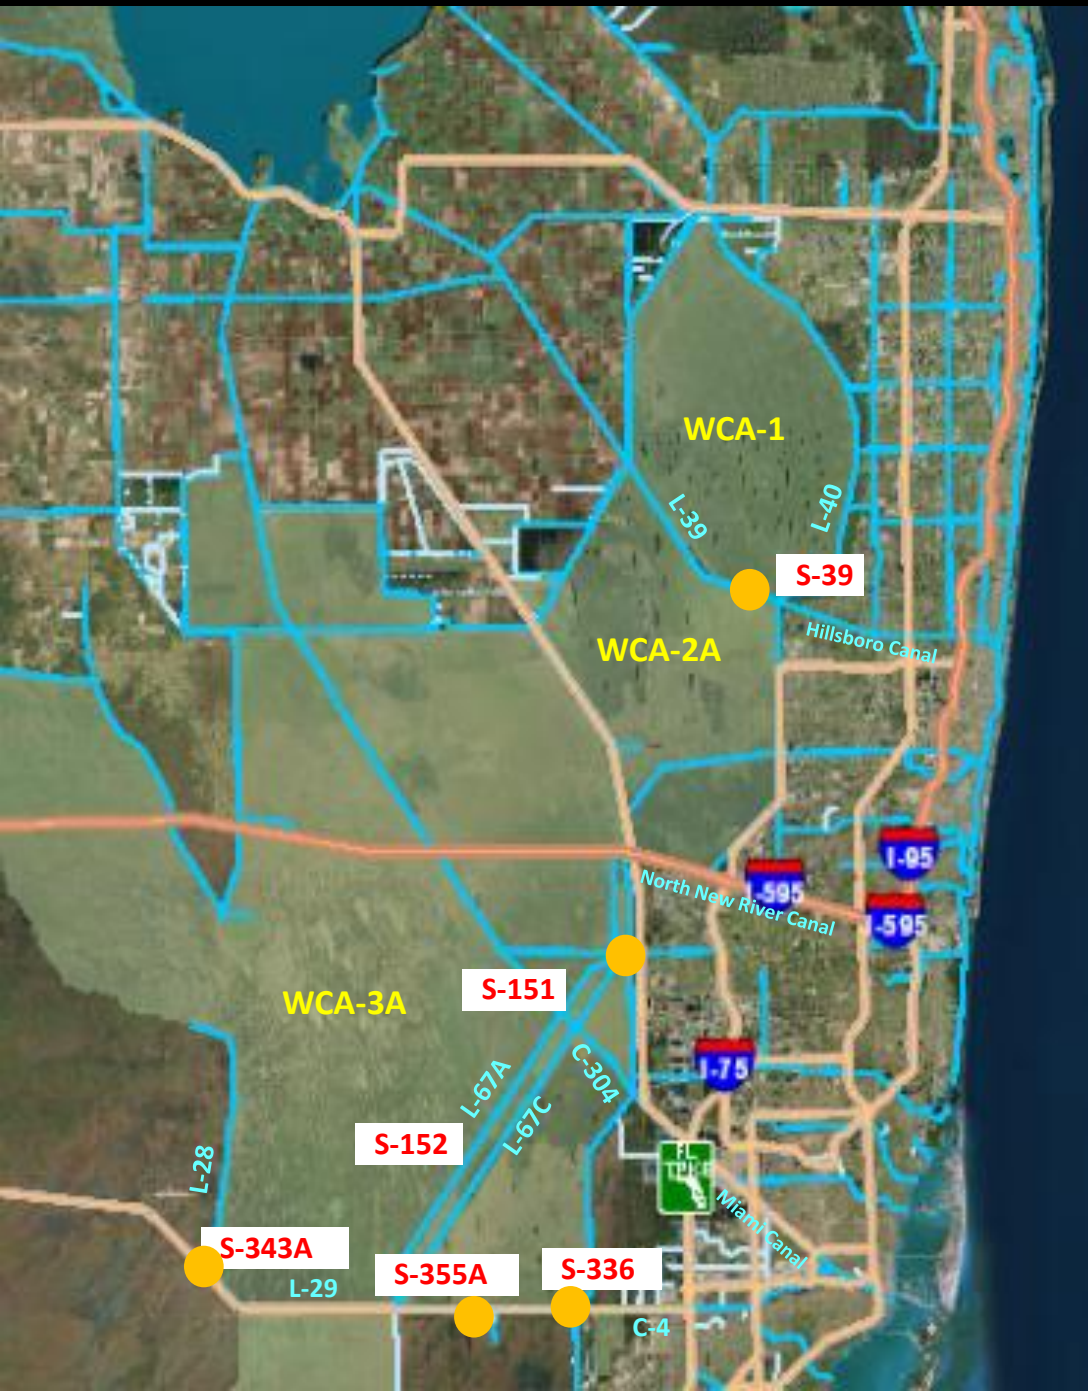 WCA-1
L-39
L-40
S-39
Hillsboro Canal
WCA-2A
I-95
I-595
North New River Canal
I-595
S-151
WCA-3A
C-304
I-75
L-67A
L-67C
S-152
L-28
FL
TPKE
Miami Canal
S-343A
S-355A
S-336
L-29
C-4